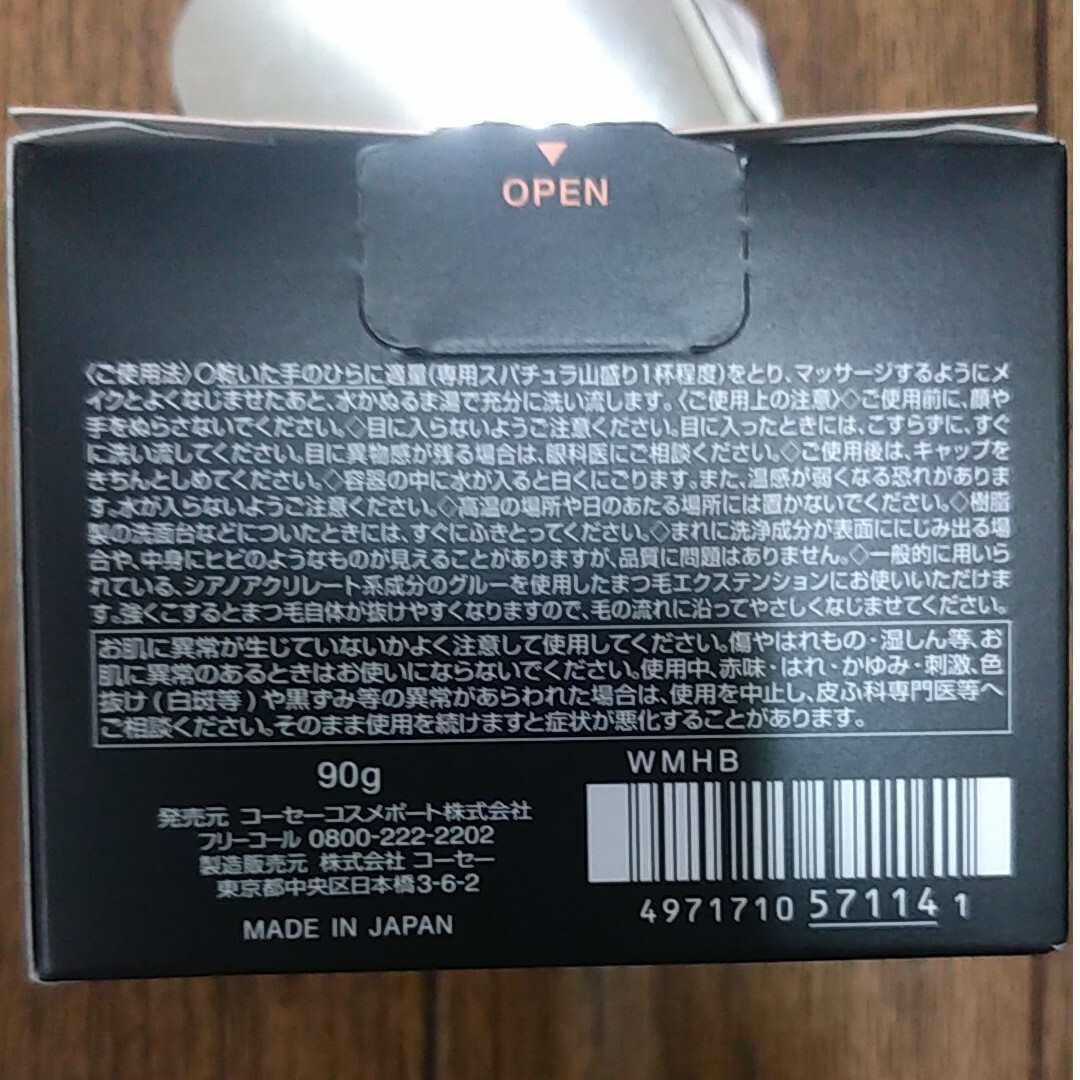 OPEN
〈ご使用法〉○乾いた手のひらに適量(専用スパチュラ山盛り1杯程度)をとり、マッサージするようにメ
イクとよくなじませたあと、水かぬるま湯で充分に洗い流します。〈ご使用上の注意〉◇ご使用前に、顔や
手をぬらさないでください。◇目に入らないようご注意ください。目に入ったときには、こすらずに、すぐ
に洗い流してください。目に異物感が残る場合は、眼科医にご相談ください。◇ご使用後は、キャップを
きちんとしめてください。◇容器の中に水が入ると白くにごります。また、温感が弱くなる恐れがありま
す。水が入らないようご注意ください。◇高温の場所や日のあたる場所には置かないでください。◇樹脂
製の洗面台などについたときには、すぐにふきとってください。◇まれに洗浄成分が表面ににじみ出る場
合や、中身にヒビのようなものが見えることがありますが、品質に問題はありません。◇一般的に用いら
れている、シアノアクリレート系成分のグルーを使用したまつ毛エクステンションにお使いいただけま
す。強くこするとまつ毛自体が抜けやすくなりますので、毛の流れに沿ってやさしくなじませてください。
お肌に異常が生じていないかよく注意して使用してください。傷やはれもの・湿しん等、お
肌に異常のあるときはお使いにならないでください。使用中、赤味・はれ・かゆみ・刺激、色
抜け(白斑等)や黒ずみ等の異常があらわれた場合は、使用を中止し、皮ふ科専門医等へ
ご相談ください。そのまま使用を続けますと症状が悪化することがあります。
90g
発売元 コーセーコスメポート株式会社
フリーコール 0800-222-2202
製造販売元 株式会社 コーセー
東京都中央区日本橋3-6-2
MADE IN JAPAN
WMHB
4971710 57114 1